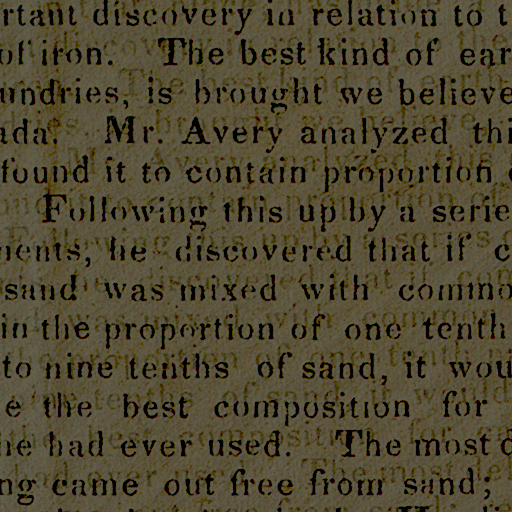 rtant discovery in relation to t
of iron. The best kind of ear
undries, is brought we believe
ada. Mr. Avery analyzed thi
found it to contain proportion
Following this up by a serie
nents, he discovered that if c
sand was mixed with commo
in the proportion of one tenth
to nine tenths of sand, it wou
e the best composition for
he had ever used. The most d
ng came out free from sand;